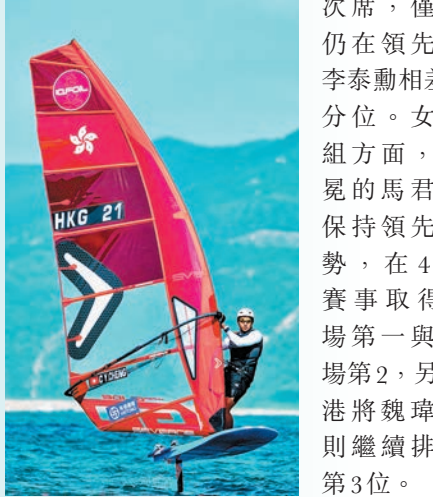 iQFOiL
HKG 21
SEVERNE
C Y CHENG
次席，僅
仍在領先
李泰勳相差
分位。女
組方面，
冕的馬君
保持領先
勢，在4
賽事取得
場第一與
場第2，另
港將魏瑋
則繼續排
第3位。